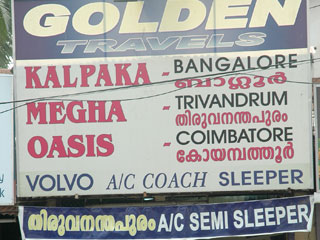 GOLDEN
TRAVELS
KALPAKA - BANGALORE
ബാംഗ്ലൂർ
MEGHA - TRIVANDRUM
തിരുവനന്തപുരം
OASIS - COIMBATORE
കോയമ്പത്തൂർ
VOLVO A/C COACH SLEEPER
തിരുവനന്തപുരം A/C SEMI SLEEPER